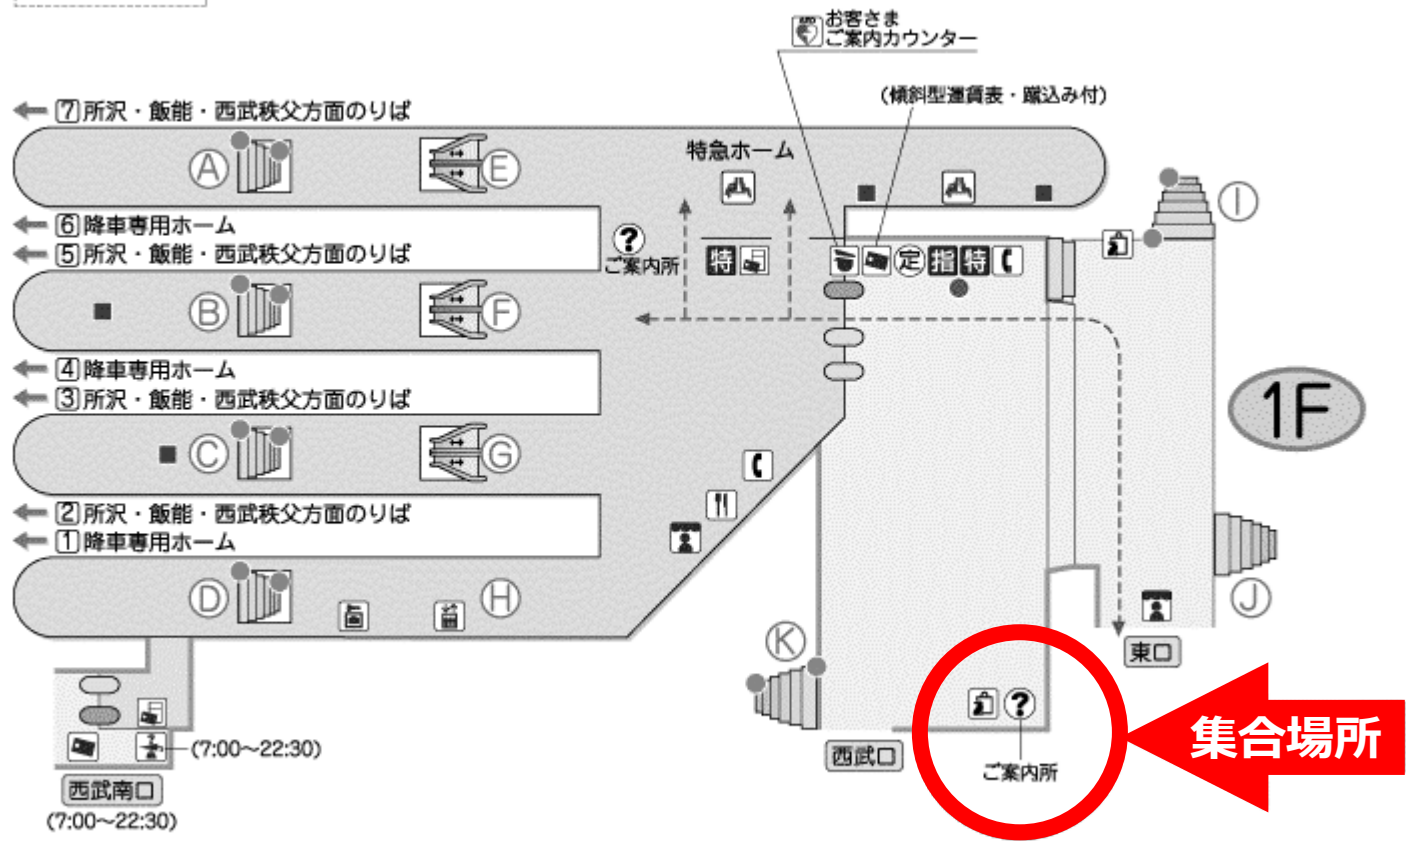 お客さま
ご案内カウンター
(傾斜型運賃表・蹴込み付)
← 7 所沢・飯能・西武秩父方面のりば
特急ホーム
A
E
I
← 6 降車専用ホーム
← 5 所沢・飯能・西武秩父方面のりば
?
ご案内所
特
定 指 特
B
F
← 4 降車専用ホーム
← 3 所沢・飯能・西武秩父方面のりば
1F
C
G
← 2 所沢・飯能・西武秩父方面のりば
← 1 降車専用ホーム
D
H
J
K
東口
?
集合場所
(7:00～22:30)
西武口
ご案内所
西武南口
(7:00～22:30)